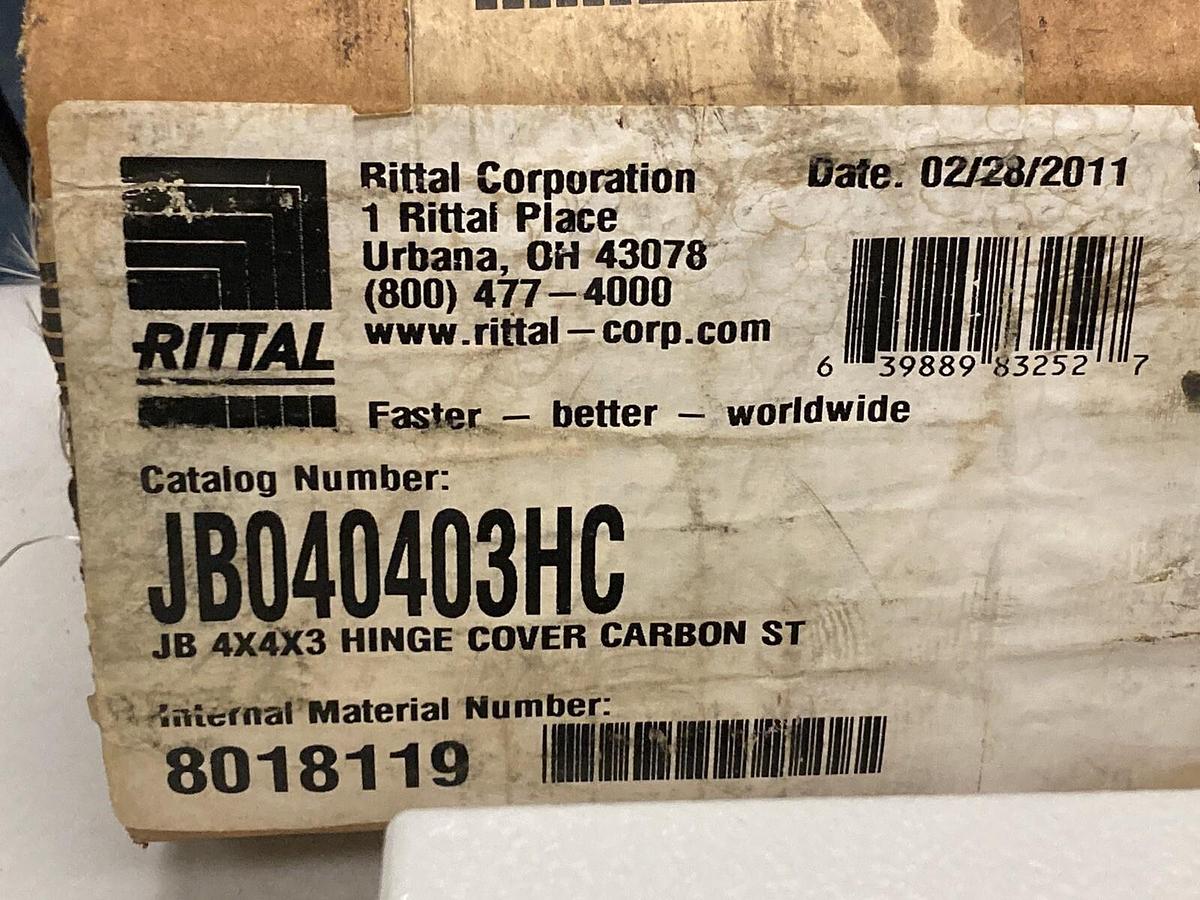 Rittal Corporation
1 Rittal Place
Urbana, OH 43078
(800) 477-4000
www.rittal-corp.com
Date. 02/28/2011
6 39889 83252 7
RITTAL
Faster - better - worldwide
Catalog Number:
JB040403HC
JB 4X4X3 HINGE COVER CARBON ST
Internal Material Number:
8018119